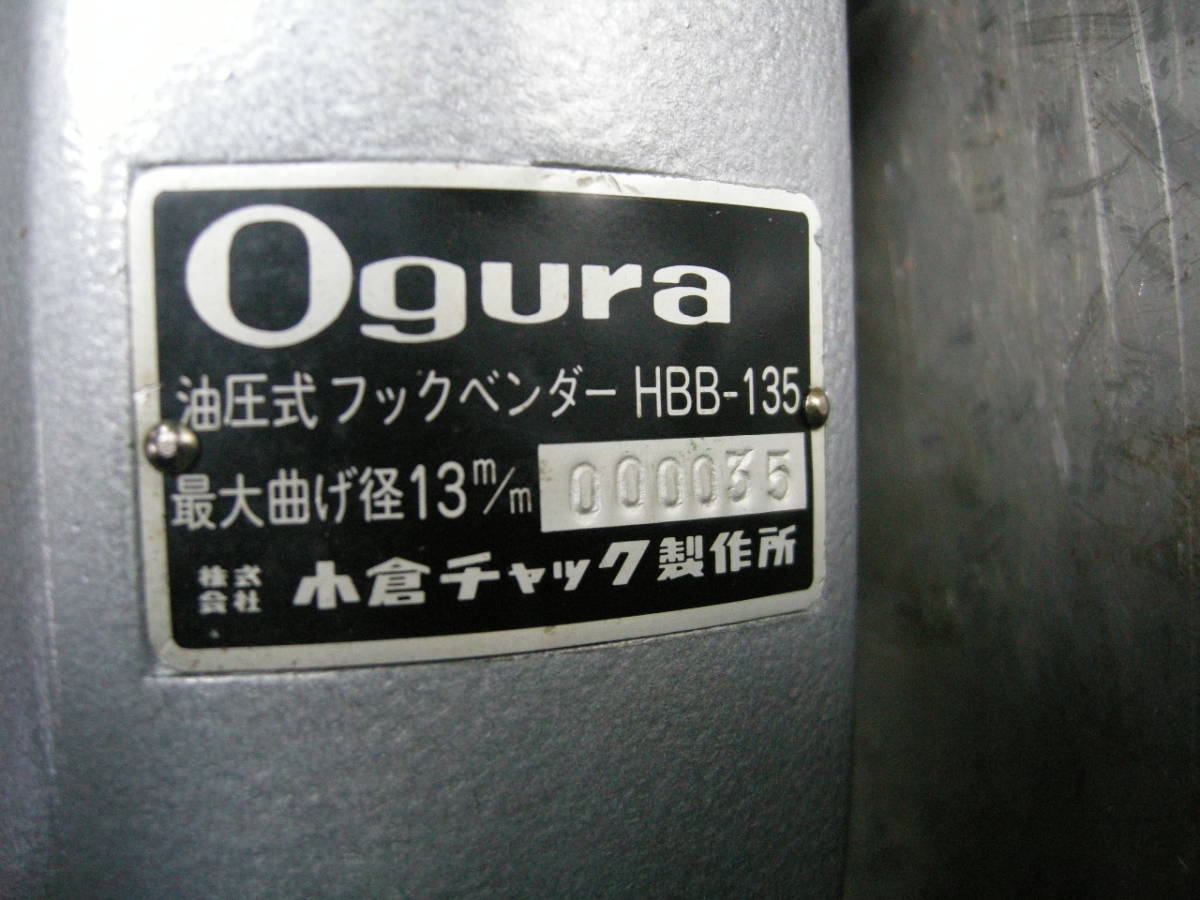 Ogura
油圧式 フックベンダー HBB-135
最大曲げ径13m/m 000035
株式会社 小倉チャック製作所